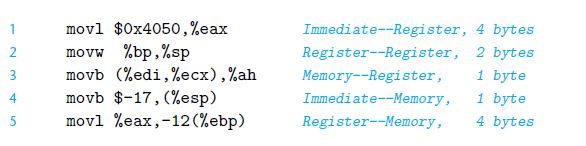 1 movl $0x4050,%eax Immediate--Register, 4 bytes
2 movw %bp,%sp Register--Register, 2 bytes
3 movb (%edi,%ecx),%ah Memory--Register, 1 byte
4 movb $-17,(%esp) Immediate--Memory, 1 byte
5 movl %eax,-12(%ebp) Register--Memory, 4 bytes